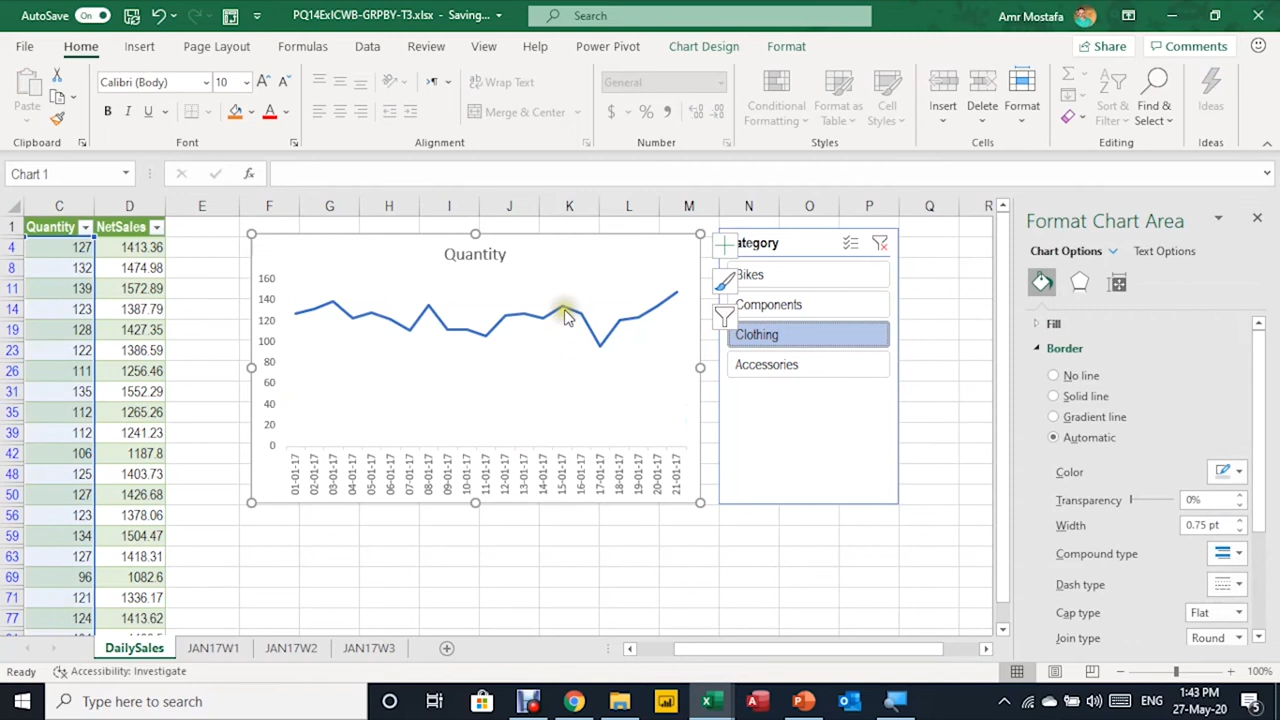 AutoSave On PQ14ExICWB-GRPBY-T3.xlsx - Saving... Search Amr Mostafa
File Home Insert Page Layout Formulas Data Review View Help Power Pivot Chart Design Format Share Comments
Calibri (Body) 10 Wrap Text General
Paste B I U Merge & Center Conditional Formatting Format as Table Cell Styles Insert Delete Format Sort & Filter Find & Select Ideas
Clipboard Font Alignment Number Styles Cells Editing Ideas
Chart 1 fx
C D E F G H I J K L M N O P Q R
1 Quantity NetSales
4 127 1413.36
8 132 1474.98
11 139 1572.89
14 123 1387.79
19 128 1427.35
23 122 1386.59
26 111 1256.46
31 135 1552.29
35 112 1265.26
39 112 1241.23
42 106 1187.8
48 125 1403.73
50 127 1426.68
56 123 1378.06
59 134 1504.47
63 127 1418.31
69 96 1082.6
71 121 1336.17
77 124 1413.62
Quantity
160
140
120
100
80
60
40
20
0
01-01-17 02-01-17 03-01-17 04-01-17 05-01-17 06-01-17 07-01-17 08-01-17 09-01-17 10-01-17 11-01-17 12-01-17 13-01-17 14-01-17 15-01-17 16-01-17 17-01-17 18-01-17 19-01-17 20-01-17 21-01-17
ategory
Bikes
Components
Clothing
Accessories
Format Chart Area
Chart Options Text Options
Fill
Border
No line
Solid line
Gradient line
Automatic
Color
Transparency 0%
Width 0.75 pt
Compound type
Dash type
Cap type Flat
Join type Round
DailySales JAN17W1 JAN17W2 JAN17W3
Ready Accessibility: Investigate 100%
Type here to search ENG 1:43 PM
27-May-20 5